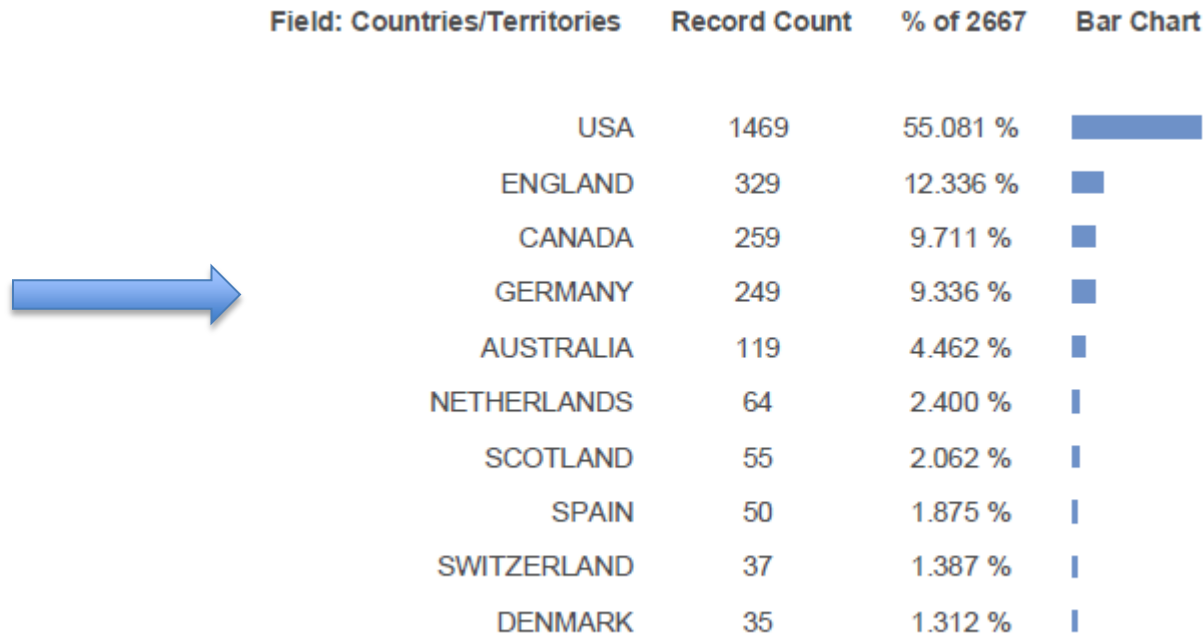 Field: Countries/Territories Record Count % of 2667 Bar Chart
USA 1469 55.081 %
ENGLAND 329 12.336 %
CANADA 259 9.711 %
GERMANY 249 9.336 %
AUSTRALIA 119 4.462 %
NETHERLANDS 64 2.400 %
SCOTLAND 55 2.062 %
SPAIN 50 1.875 %
SWITZERLAND 37 1.387 %
DENMARK 35 1.312 %